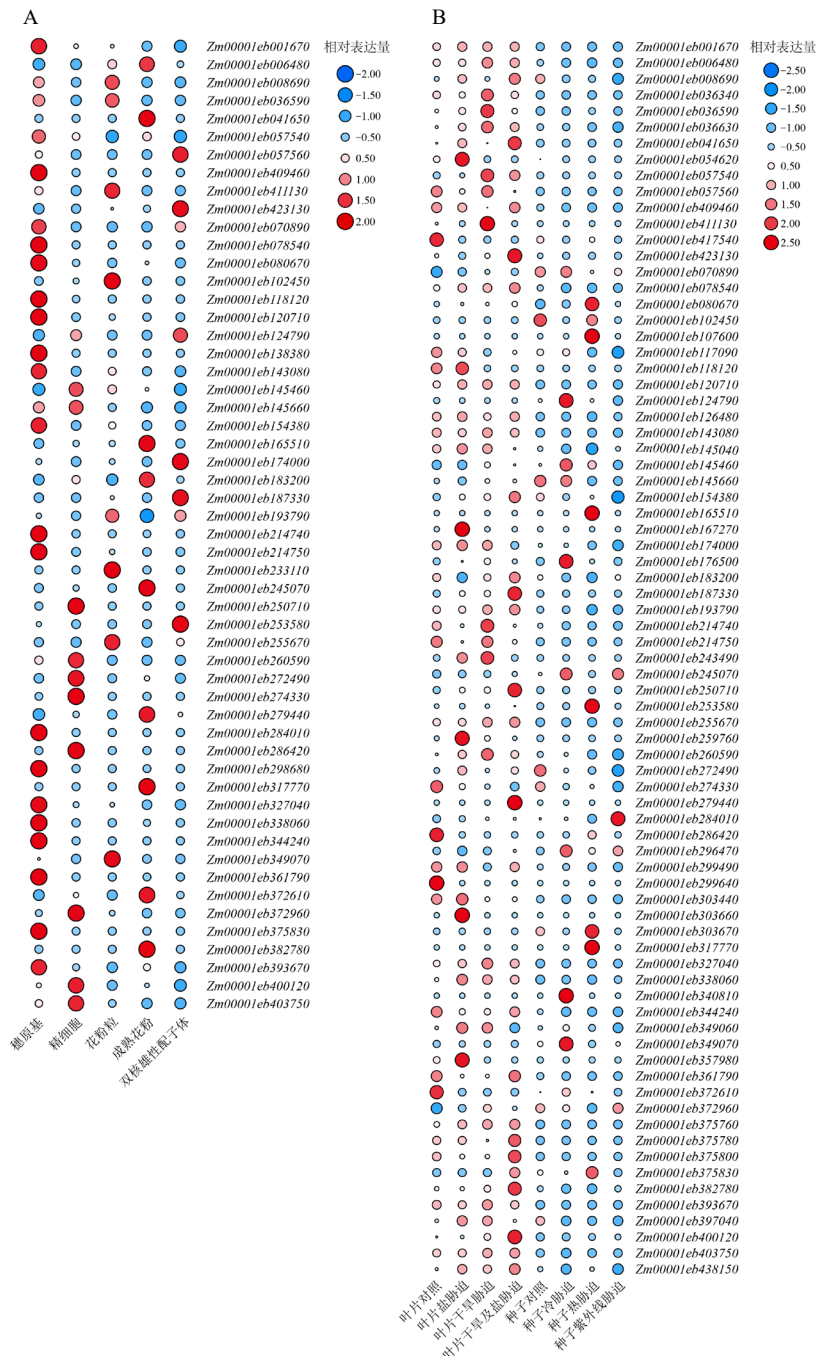 A
Zm00001eb001670
Zm00001eb006480
Zm00001eb008690
Zm00001eb036590
Zm00001eb041650
Zm00001eb057540
Zm00001eb057560
Zm00001eb409460
Zm00001eb411130
Zm00001eb423130
Zm00001eb070890
Zm00001eb078540
Zm00001eb080670
Zm00001eb102450
Zm00001eb118120
Zm00001eb120710
Zm00001eb124790
Zm00001eb138380
Zm00001eb143080
Zm00001eb145460
Zm00001eb145660
Zm00001eb154380
Zm00001eb165510
Zm00001eb174000
Zm00001eb183200
Zm00001eb187330
Zm00001eb193790
Zm00001eb214740
Zm00001eb214750
Zm00001eb233110
Zm00001eb245070
Zm00001eb250710
Zm00001eb253580
Zm00001eb255670
Zm00001eb260590
Zm00001eb272490
Zm00001eb274330
Zm00001eb279440
Zm00001eb284010
Zm00001eb286420
Zm00001eb298680
Zm00001eb317770
Zm00001eb327040
Zm00001eb338060
Zm00001eb344240
Zm00001eb349070
Zm00001eb361790
Zm00001eb372610
Zm00001eb372960
Zm00001eb375830
Zm00001eb382780
Zm00001eb393670
Zm00001eb400120
Zm00001eb403750
穗原基
精细胞
花粉粒
成熟花粉
双核雄性配子体
相对表达量
−2.00
−1.50
−1.00
−0.50
0.50
1.00
1.50
2.00
B
Zm00001eb001670
Zm00001eb006480
Zm00001eb008690
Zm00001eb036340
Zm00001eb036590
Zm00001eb036630
Zm00001eb041650
Zm00001eb054620
Zm00001eb057540
Zm00001eb057560
Zm00001eb409460
Zm00001eb411130
Zm00001eb417540
Zm00001eb423130
Zm00001eb070890
Zm00001eb078540
Zm00001eb080670
Zm00001eb102450
Zm00001eb107600
Zm00001eb117090
Zm00001eb118120
Zm00001eb120710
Zm00001eb124790
Zm00001eb126480
Zm00001eb143080
Zm00001eb145040
Zm00001eb145460
Zm00001eb145660
Zm00001eb154380
Zm00001eb165510
Zm00001eb167270
Zm00001eb174000
Zm00001eb176500
Zm00001eb183200
Zm00001eb187330
Zm00001eb193790
Zm00001eb214740
Zm00001eb214750
Zm00001eb243490
Zm00001eb245070
Zm00001eb250710
Zm00001eb253580
Zm00001eb255670
Zm00001eb259760
Zm00001eb260590
Zm00001eb272490
Zm00001eb274330
Zm00001eb279440
Zm00001eb284010
Zm00001eb286420
Zm00001eb296470
Zm00001eb299490
Zm00001eb299640
Zm00001eb303440
Zm00001eb303660
Zm00001eb303670
Zm00001eb317770
Zm00001eb327040
Zm00001eb338060
Zm00001eb340810
Zm00001eb344240
Zm00001eb349060
Zm00001eb349070
Zm00001eb357980
Zm00001eb361790
Zm00001eb372610
Zm00001eb372960
Zm00001eb375760
Zm00001eb375780
Zm00001eb375800
Zm00001eb375830
Zm00001eb382780
Zm00001eb393670
Zm00001eb397040
Zm00001eb400120
Zm00001eb403750
Zm00001eb438150
叶片对照
叶片盐胁迫
叶片干旱胁迫
叶片干旱及盐胁迫
种子对照
种子冷胁迫
种子热胁迫
种子紫外线胁迫
相对表达量
−2.50
−2.00
−1.50
−1.00
−0.50
0.50
1.00
1.50
2.00
2.50